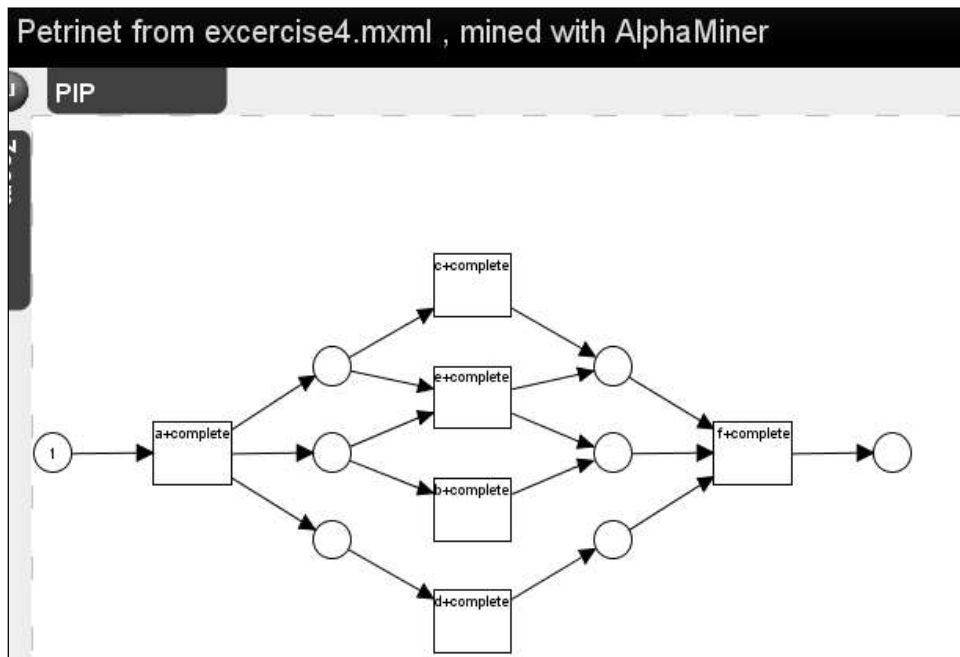 Petrinet from excercise4.mxml , mined with AlphaMiner
PIP
c+complete
e+complete
1
a+complete
f+complete
b+complete
d+complete